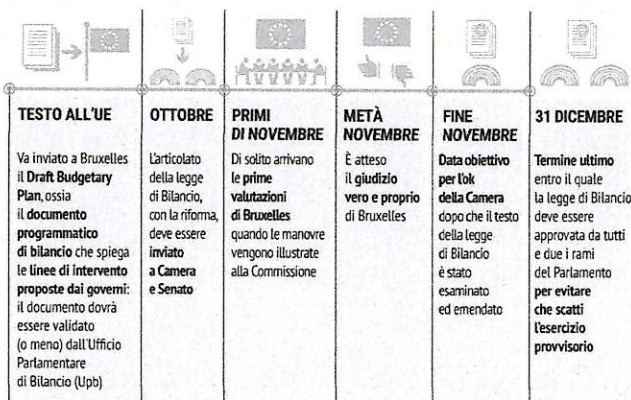 TESTO ALL'UE
Va inviato a Bruxelles
il Draft Budgetary
Plan, ossia
il documento
programmatico
di bilancio che spiega
le linee di intervento
proposte dai governi:
il documento dovrà
essere validato
(o meno) dall'Ufficio
Parlamentare
di Bilancio (Upb)
OTTOBRE
L'articolato
della legge
di Bilancio,
con la riforma,
deve essere
inviato
a Camera
e Senato
PRIMI
DI NOVEMBRE
Di solito arrivano
le prime
valutazioni
di Bruxelles
quando le manovre
vengono illustrate
alla Commissione
METÀ
NOVEMBRE
È atteso
il giudizio
vero e proprio
di Bruxelles
FINE
NOVEMBRE
Data obiettivo
per l'ok
della Camera
dopo che il testo
della legge
di Bilancio
è stato
esaminato
ed emendato
31 DICEMBRE
Termine ultimo
entro il quale
la legge di Bilancio
deve essere
approvata da tutti
e due i rami
del Parlamento
per evitare
che scatti
l'esercizio
provvisorio